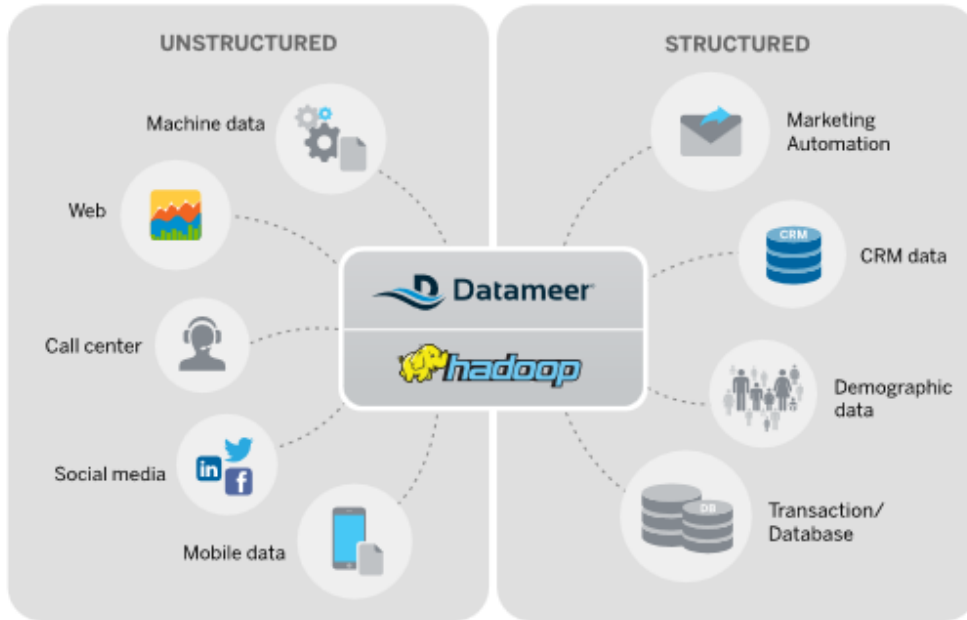 UNSTRUCTURED
Machine data
Web
Call center
Social media
in
f
Mobile data
Datameer
hadoop
STRUCTURED
Marketing
Automation
CRM
CRM data
Demographic
data
DB
Transaction/
Database